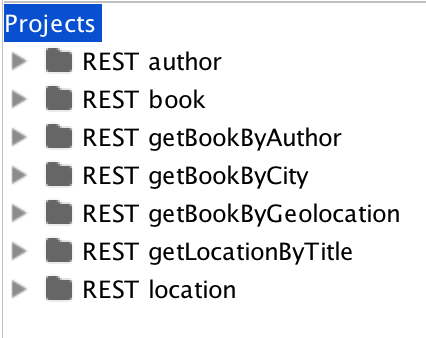 Projects
REST author
REST book
REST getBookByAuthor
REST getBookByCity
REST getBookByGeolocation
REST getLocationByTitle
REST location